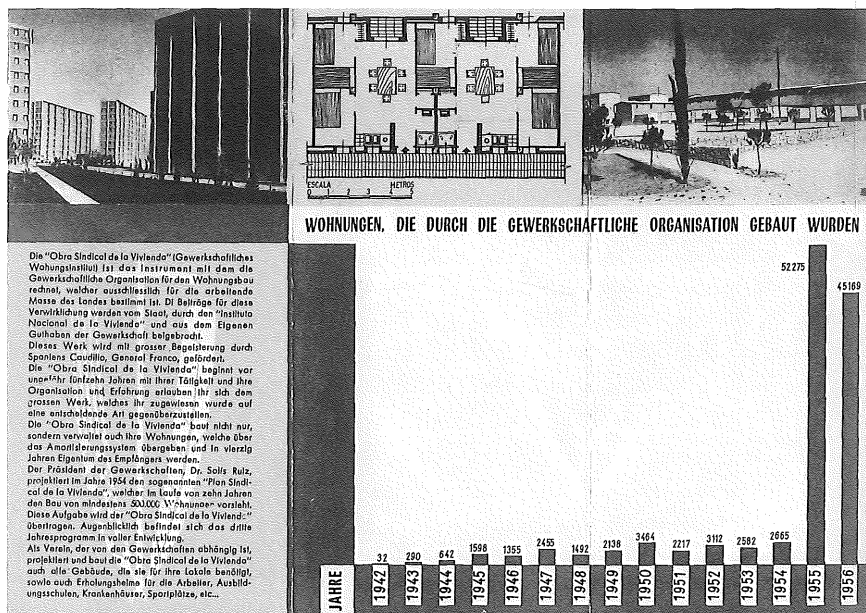 ESCALA METROS
0 1 2 3 4 5
WOHNUNGEN, DIE DURCH DIE GEWERKSCHAFTLICHE ORGANISATION GEBAUT WURDEN
Die "Obra Sindical de la Vivienda" (Gewerkschaftliches
Wohungsinstitut) ist das Instrument mit dem die
Gewerkschaftliche Organisation für den Wohnungsbau
rechnet, welcher ausschliesslich für die arbeitende
Masse des Landes bestimmt ist. Di Beiträge für diese
Verwirklichung werden vom Staat, durch den "Instituto
Nacional de la Vivienda" und aus dem Eigenen
Guthaben der Gewerkschaft beigebracht.
Dieses Werk wird mit grosser Begeisterung durch
Spaniens Caudillo, General Franco, gefördert.
Die "Obra Sindical de la Vivienda" beginnt vor
ungefähr fünfzehn Jahren mit ihrer Tätigkeit und ihre
Organisation und Erfahrung erlauben ihr sich dem
grossen Werk, welches ihr zugewiesen wurde auf
eine entscheidende Art gegenüberzustellen.
Die "Obra Sindical de la Vivienda" baut nicht nur,
sondern verwaltet auch ihre Wohnungen, welche über
das Amortisierungssystem übergeben und in vierzig
Jahren Eigentum des Empfängers werden.
Der Präsident der Gewerkschaften, Dr. Solis Ruiz,
projektiert im Jahre 1954 den sogenannten "Plan Sindi-
cal de la Vivienda", welcher im Laufe von zehn Jahren
den Bau von mindestens 500.000 Wohnungen vorsieht.
Diese Aufgabe wird der "Obra Sindical de la Vivienda"
übertragen. Augenblicklich befindet sich das dritte
Jahresprogramm in voller Entwicklung.
Als Verein, der von den Gewerkschaften abhängig ist,
projektiert und baut die "Obra Sindical de la Vivienda"
auch alle Gebäude, die sie für ihre Lokale benötigt,
sowie auch Erholungsheime für die Arbeiter, Ausbild-
ungsschulen, Krankenhäuser, Sportplätze, etc...
52275 45169
32 290 642 1598 1355 2455 1492 2138 3464 2217 3112 2582 2665
JAHRE 1942 1943 1944 1945 1946 1947 1948 1949 1950 1951 1952 1953 1954 1955 1956